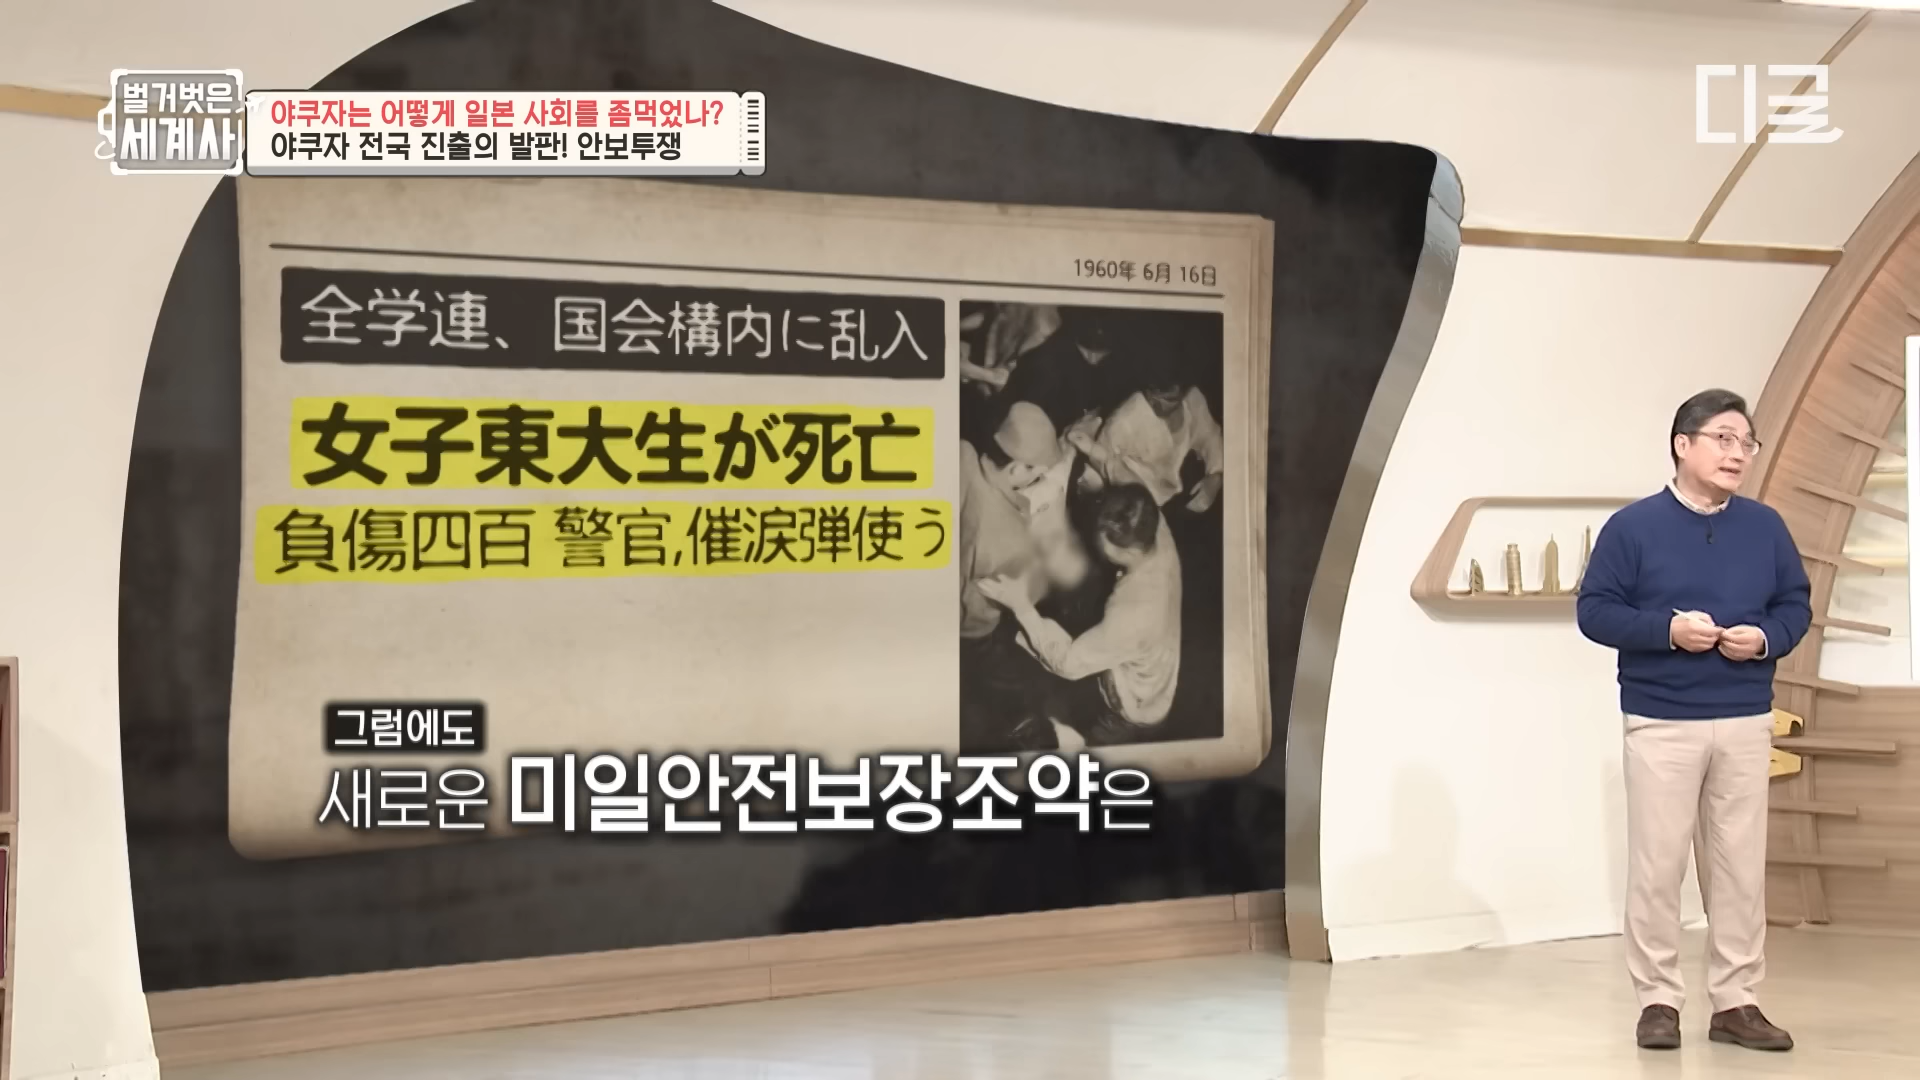 벌거벗은
세계사
야쿠자는 어떻게 일본 사회를 좀먹었나?
야쿠자 전국 진출의 발판! 안보투쟁
디글
1960年 6月 16日
全学連、国会構内に乱入
女子東大生が死亡
負傷四百 警官,催涙弾使う
그럼에도
새로운 미일안전보장조약은